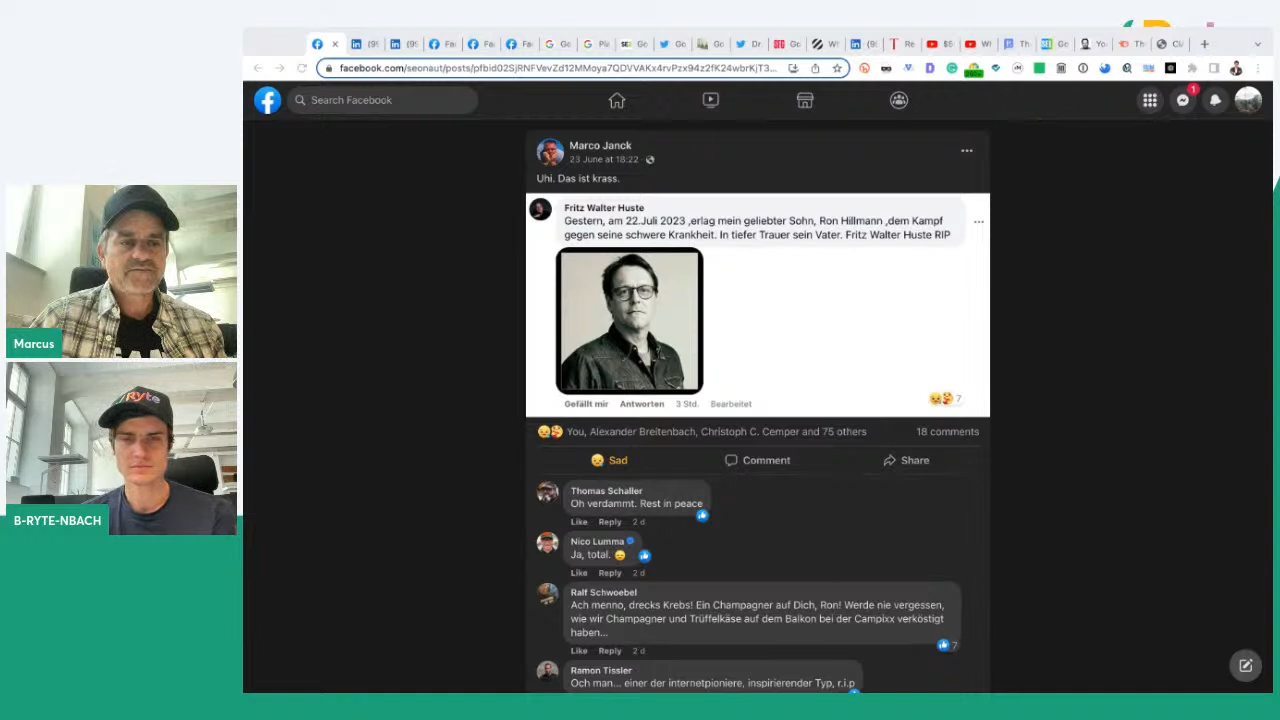 facebook.com/seonaut/posts/pfbid02SjRNFVevZd12MMoya7QDVVAKx4rvPzx94z2fK24wbrKjT3...
Search Facebook
1
Marco Janck
23 June at 18:22
Uhi. Das ist krass.
Fritz Walter Huste
Gestern, am 22.Juli 2023 ,erlag mein geliebter Sohn, Ron Hillmann ,dem Kampf
gegen seine schwere Krankheit. In tiefer Trauer sein Vater. Fritz Walter Huste RIP
Gefällt mir Antworten 3 Std. Bearbeitet
7
You, Alexander Breitenbach, Christoph C. Cemper and 75 others 18 comments
Sad Comment Share
Thomas Schaller
Oh verdammt. Rest in peace
Like Reply 2 d
Nico Lumma
Ja, total.
Like Reply 2 d
Ralf Schwoebel
Ach menno, drecks Krebs! Ein Champagner auf Dich, Ron! Werde nie vergessen,
wie wir Champagner und Trüffelkäse auf dem Balkon bei der Campixx verköstigt
haben...
7
Like Reply 2 d
Ramon Tissler
Och man... einer der internetpioniere, inspirierender Typ, r.i.p
Marcus
Ryte
B-RYTE-NBACH